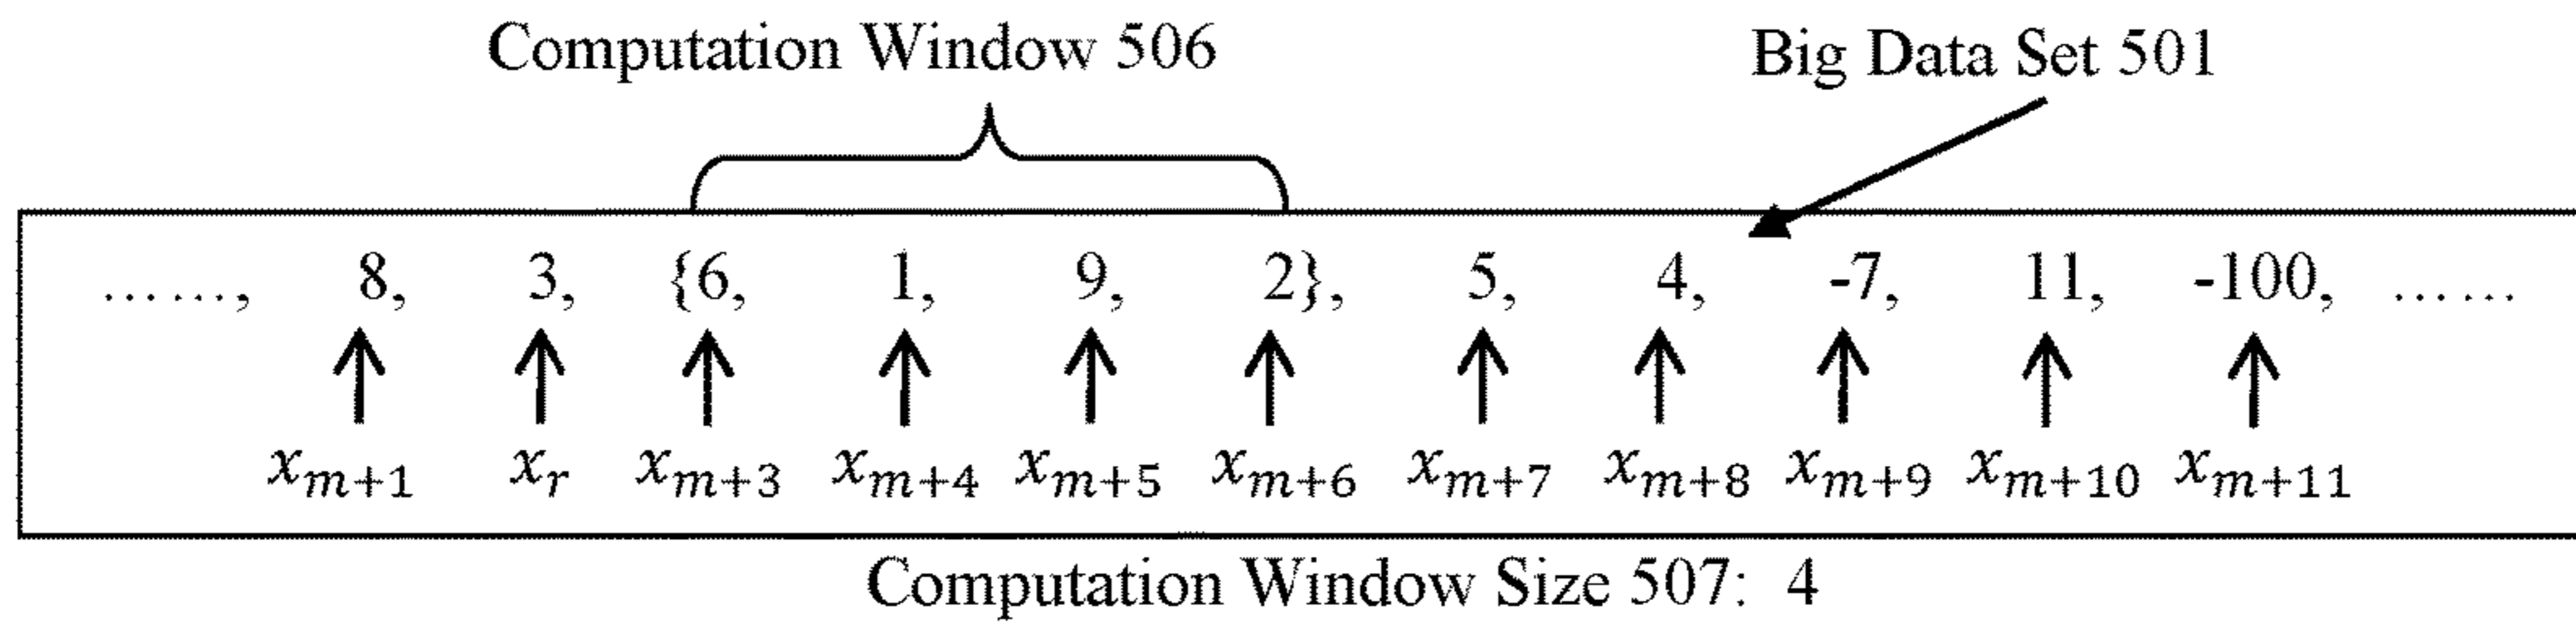 Computation Window 506 Big Data Set 501
……, 8, 3, {6, 1, 9, 2}, 5, 4, -7, 11, -100, ……
xₘ₊₁ xᵣ xₘ₊₃ xₘ₊₄ xₘ₊₅ xₘ₊₆ xₘ₊₇ xₘ₊₈ xₘ₊₉ xₘ₊₁₀ xₘ₊₁₁
Computation Window Size 507: 4